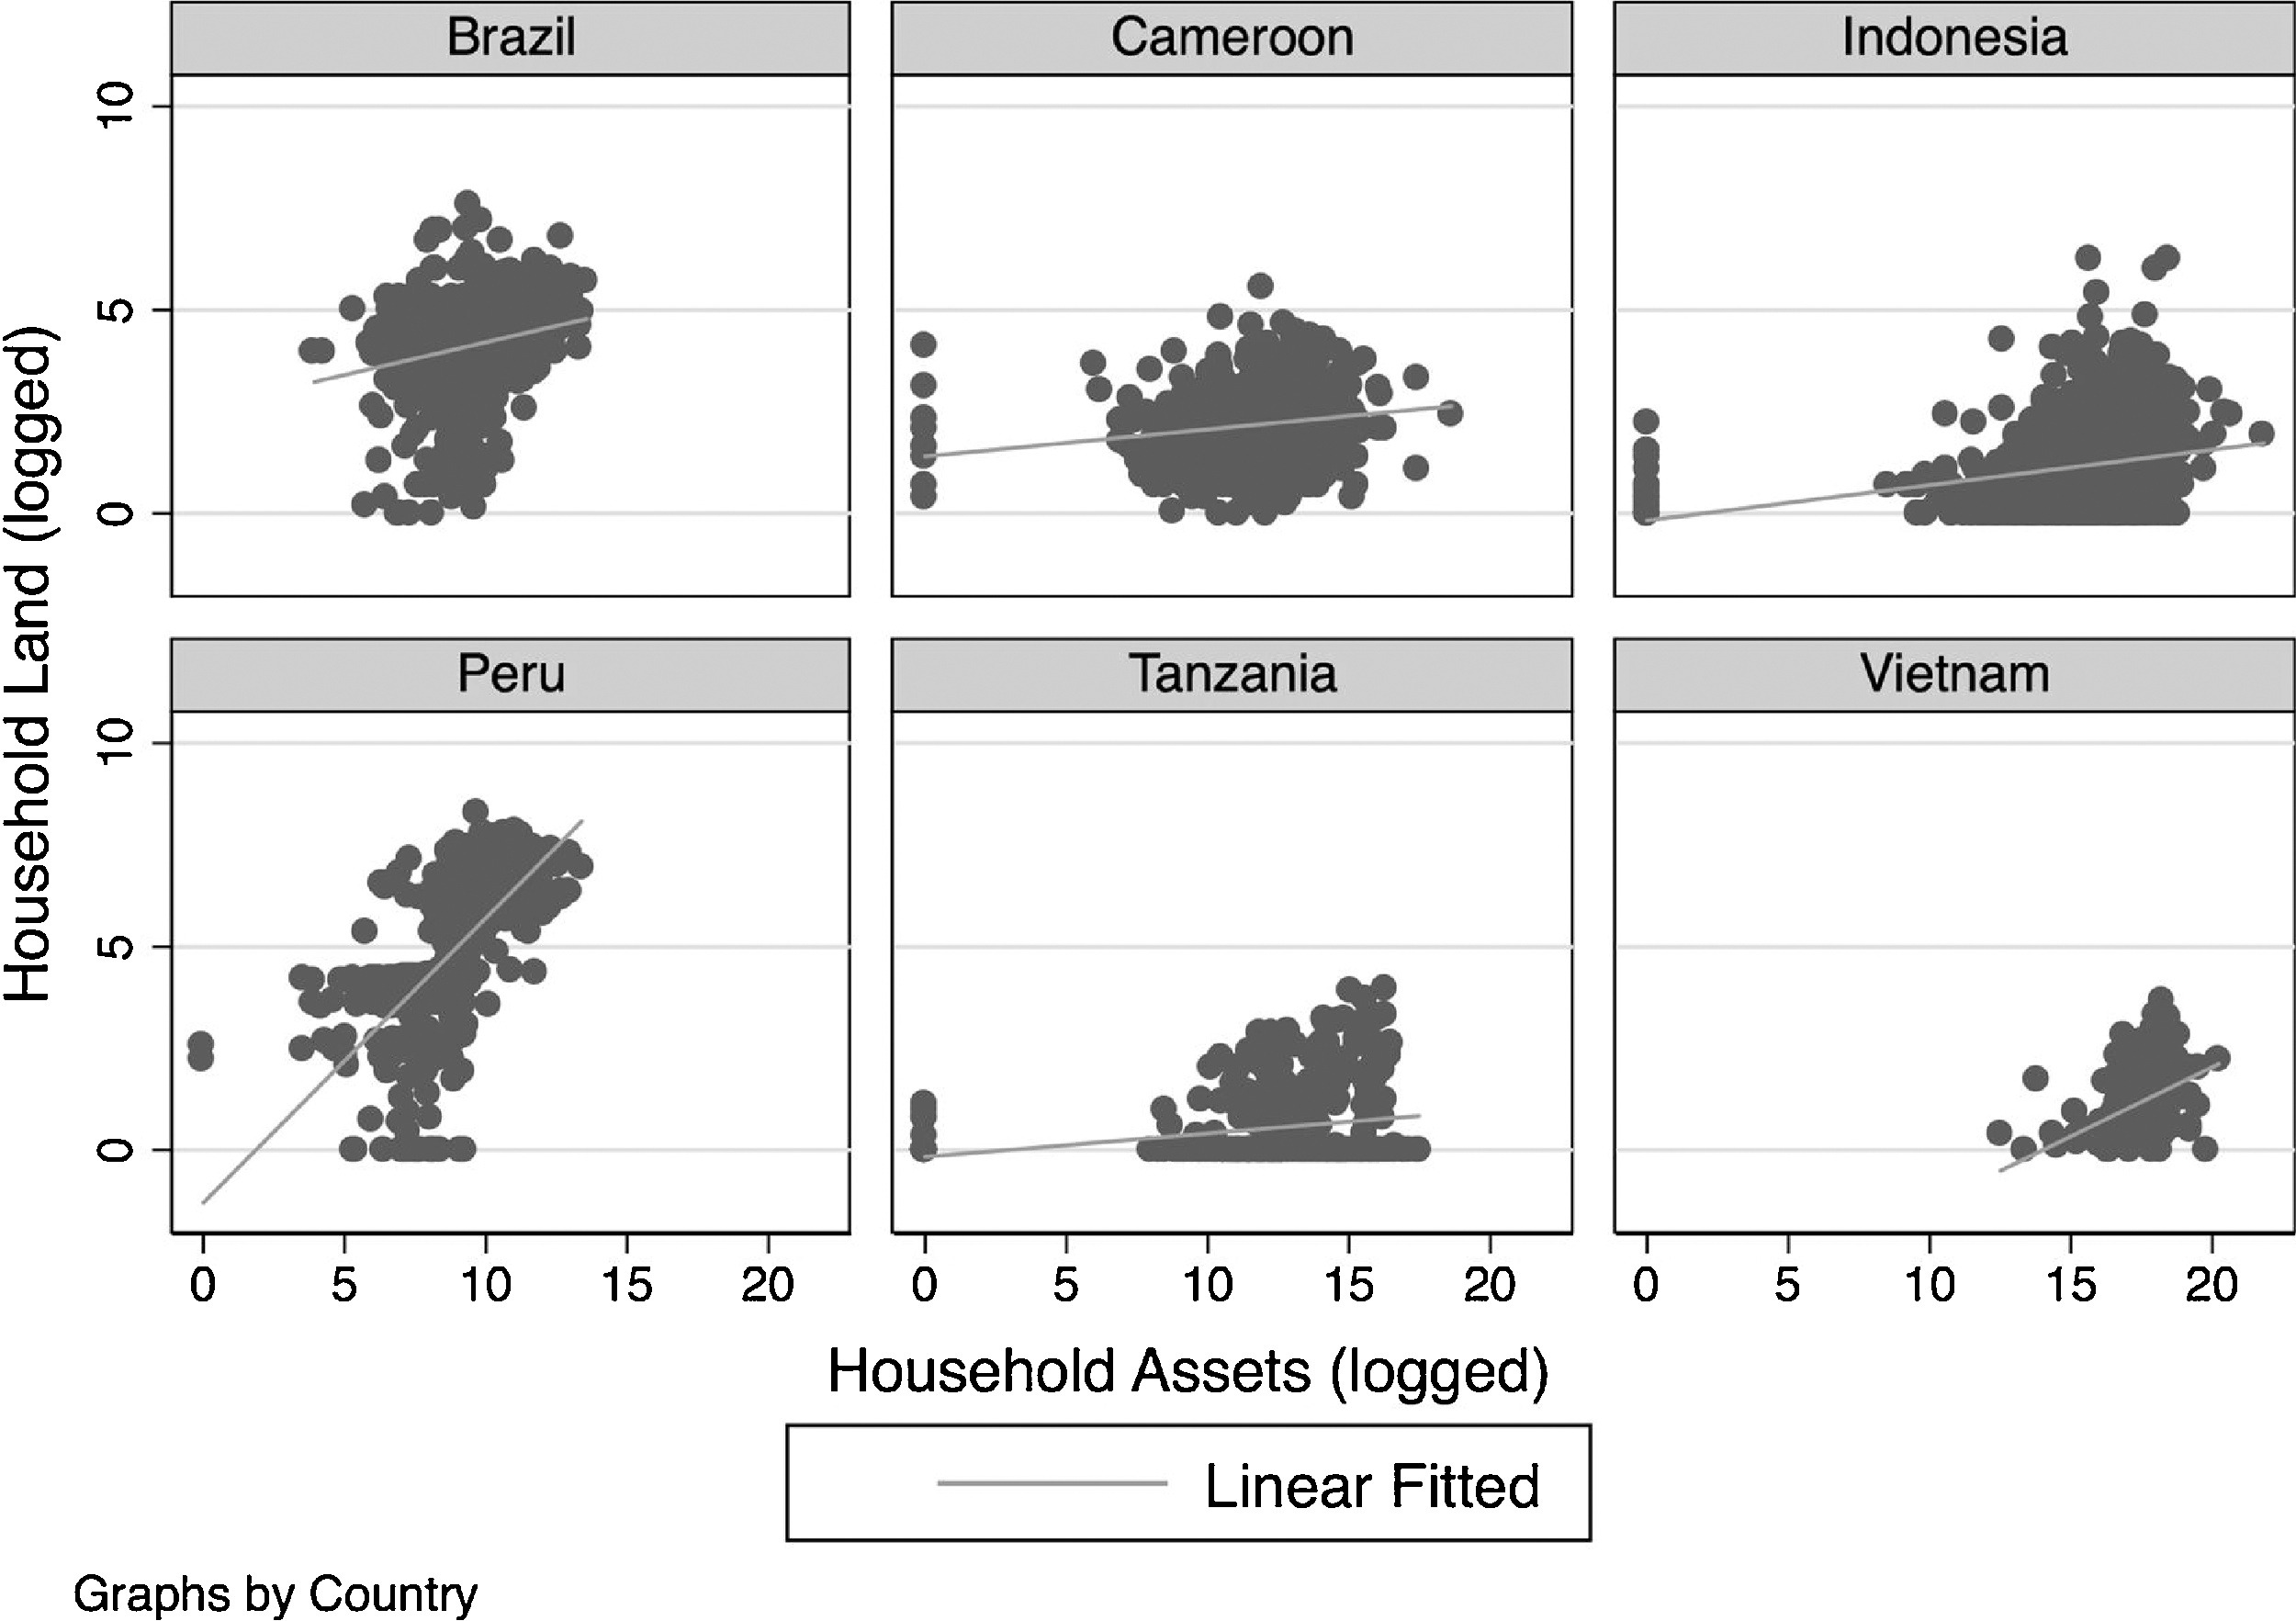 Brazil Cameroon Indonesia
10
5
0
Peru Tanzania Vietnam
10
5
0
Household Land (logged)
0 5 10 15 20 0 5 10 15 20 0 5 10 15 20
Household Assets (logged)
Linear Fitted
Graphs by Country